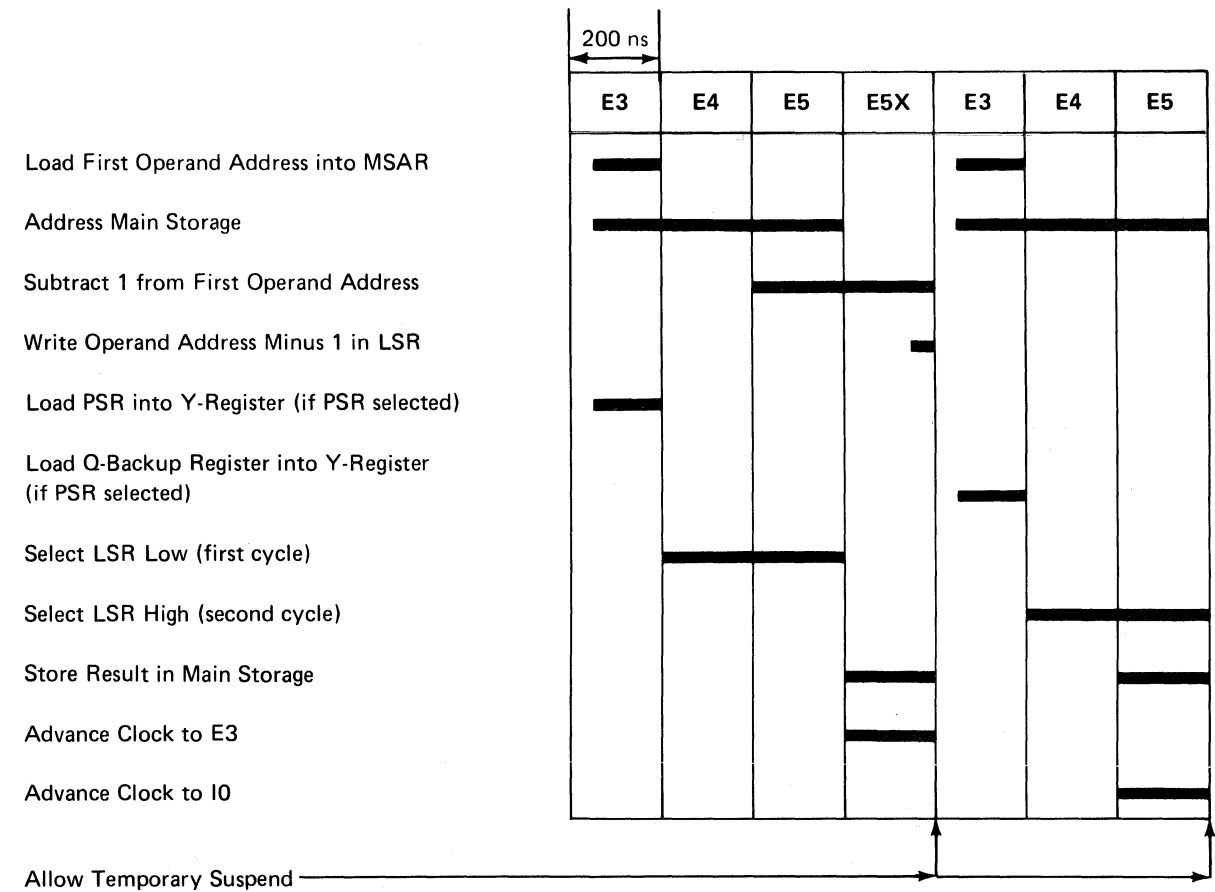 200 ns
E3 E4 E5 E5X E3 E4 E5
Load First Operand Address into MSAR
Address Main Storage
Subtract 1 from First Operand Address
Write Operand Address Minus 1 in LSR
Load PSR into Y-Register (if PSR selected)
Load Q-Backup Register into Y-Register
(if PSR selected)
Select LSR Low (first cycle)
Select LSR High (second cycle)
Store Result in Main Storage
Advance Clock to E3
Advance Clock to I0
Allow Temporary Suspend